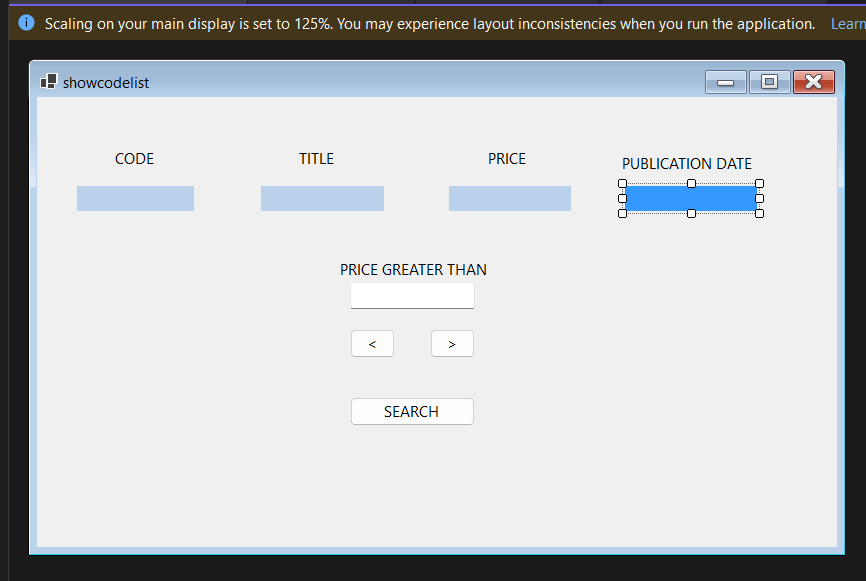 Scaling on your main display is set to 125%. You may experience layout inconsistencies when you run the application. Learn
showcodelist
CODE TITLE PRICE PUBLICATION DATE
PRICE GREATER THAN
< >
SEARCH